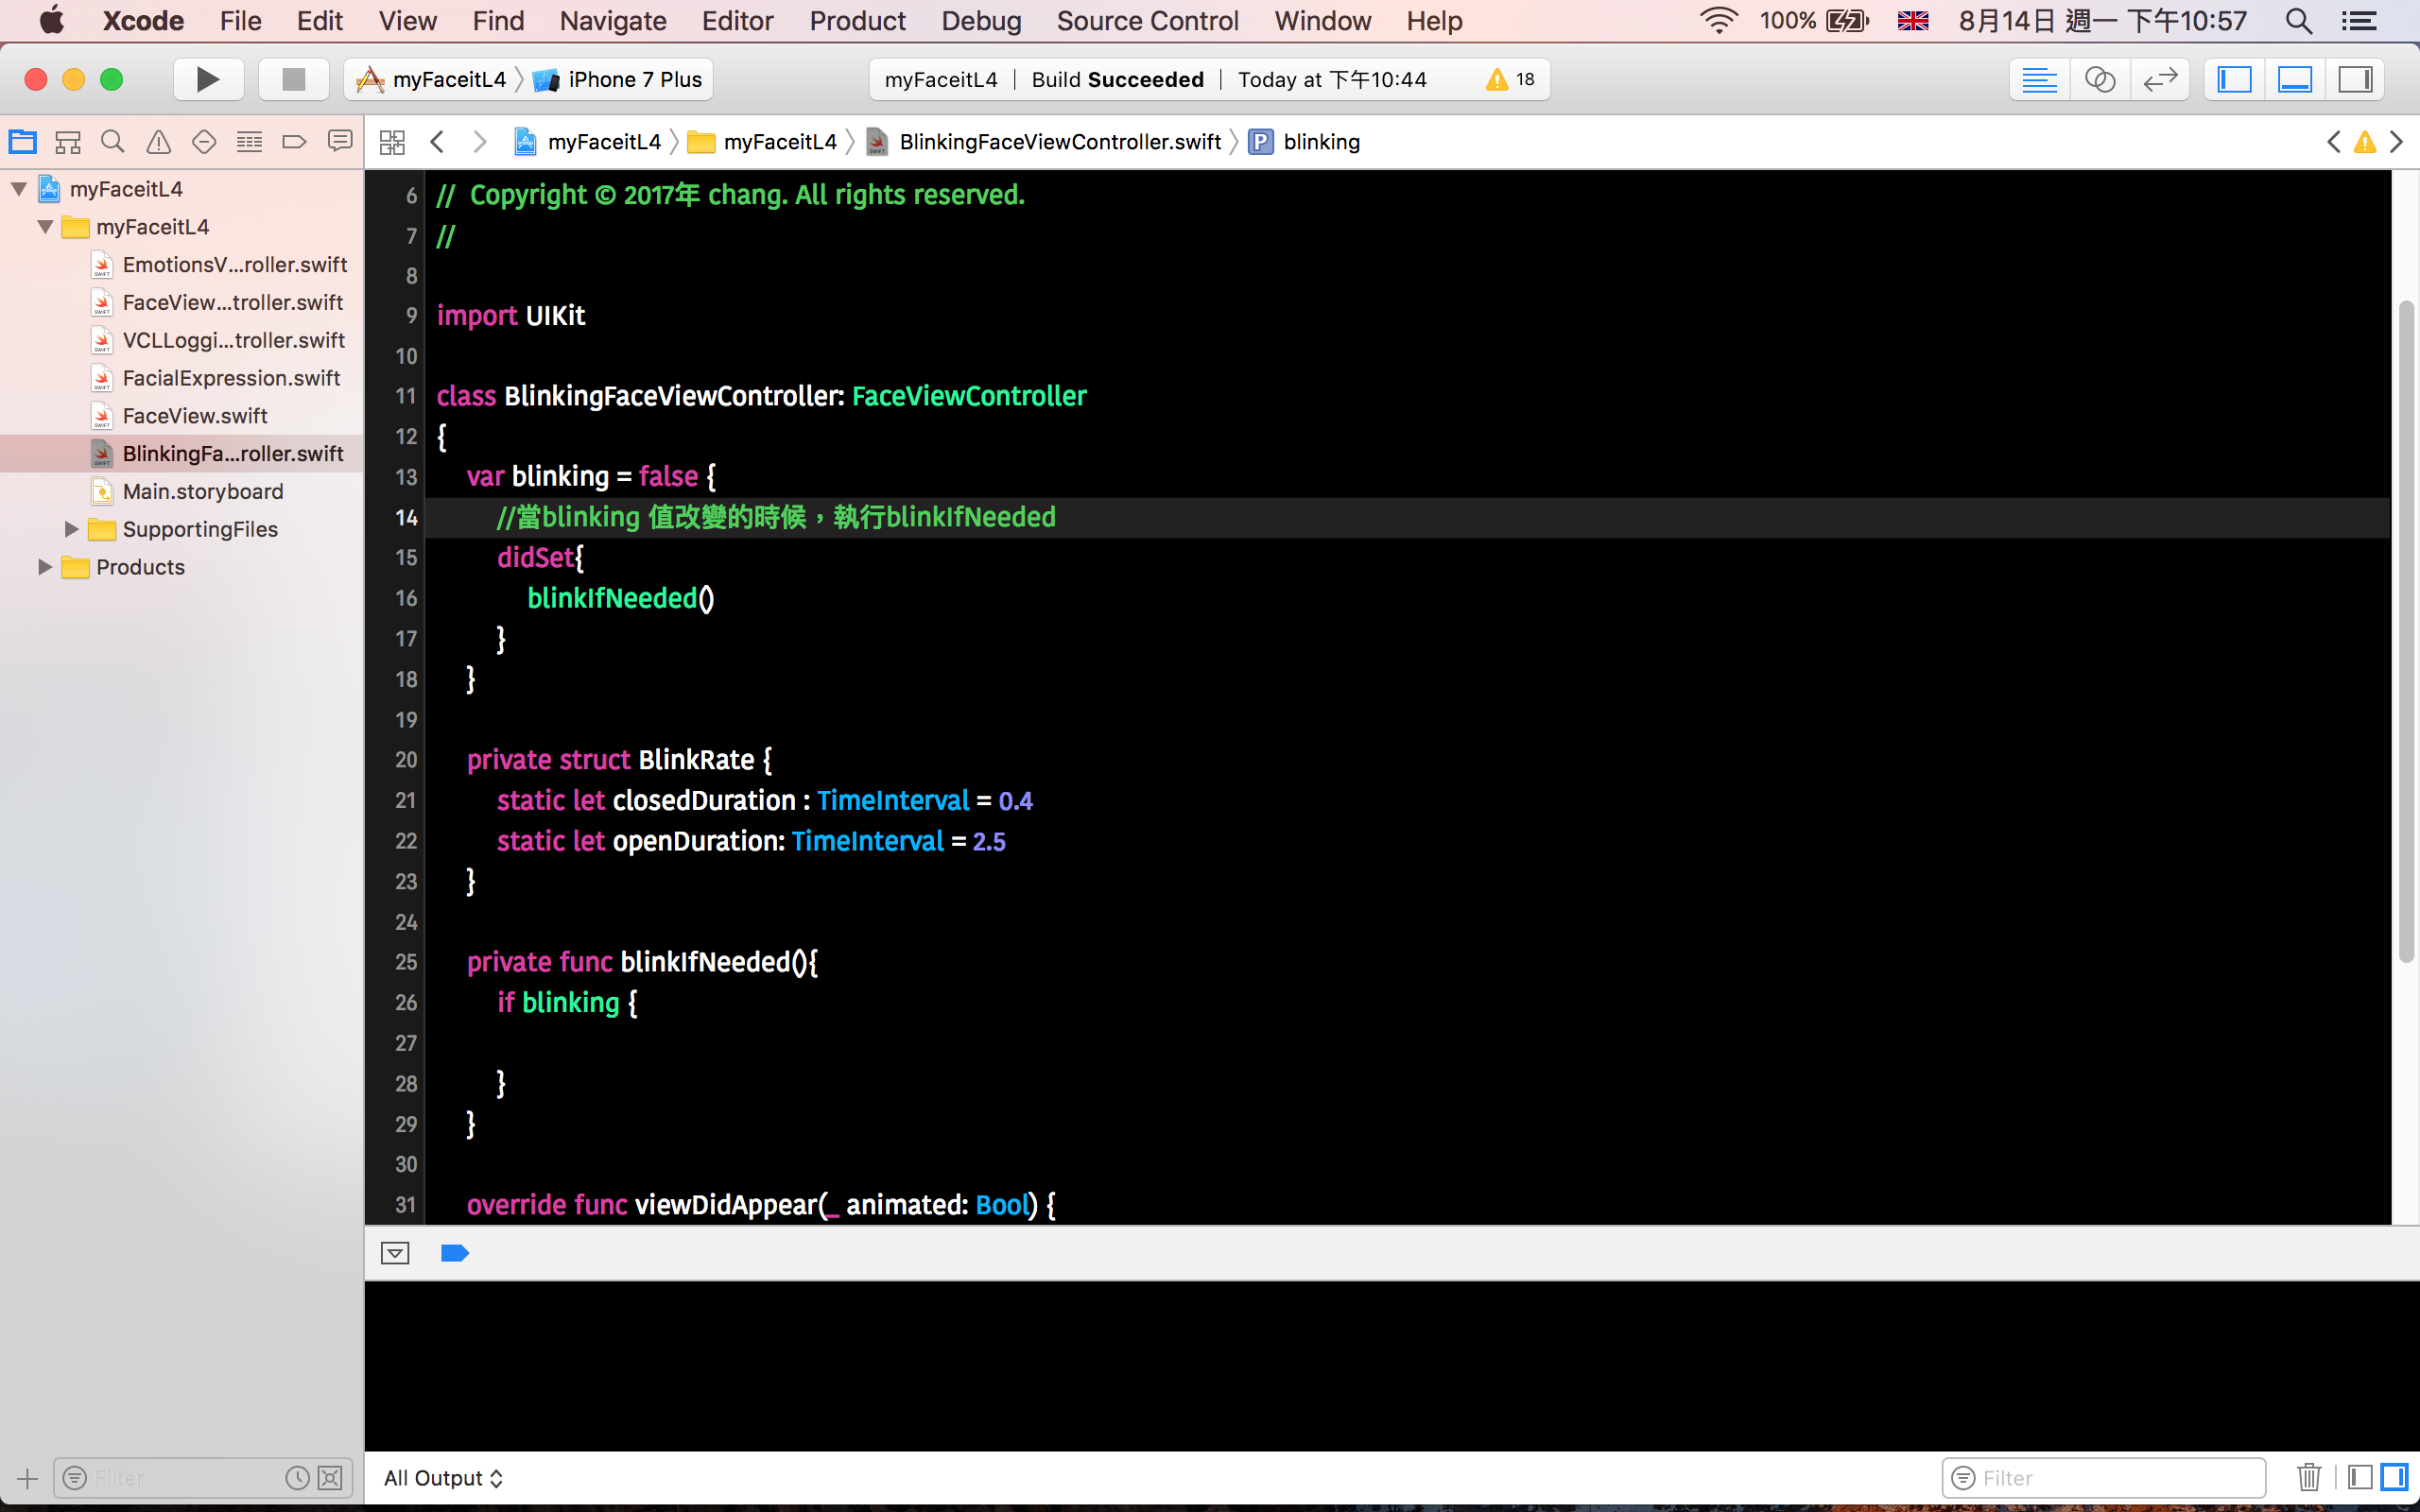 Xcode File Edit View Find Navigate Editor Product Debug Source Control Window Help 100% 8月14日 週一 下午10:57
myFaceitL4 iPhone 7 Plus myFaceitL4 Build Succeeded Today at 下午10:44 18
myFaceitL4 myFaceitL4 BlinkingFaceViewController.swift P blinking
myFaceitL4
myFaceitL4
EmotionsV...roller.swift
FaceView...troller.swift
VCLLoggi...troller.swift
FacialExpression.swift
FaceView.swift
BlinkingFa...roller.swift
Main.storyboard
SupportingFiles
Products
6 // Copyright © 2017年 chang. All rights reserved.
7 //
8
9 import UIKit
10
11 class BlinkingFaceViewController: FaceViewController
12 {
13 var blinking = false {
14 //當blinking 值改變的時候，執行blinkIfNeeded
15 didSet{
16 blinkIfNeeded()
17 }
18 }
19
20 private struct BlinkRate {
21 static let closedDuration : TimeInterval = 0.4
22 static let openDuration: TimeInterval = 2.5
23 }
24
25 private func blinkIfNeeded(){
26 if blinking {
27
28 }
29 }
30
31 override func viewDidAppear(_ animated: Bool) {
Filter All Output Filter